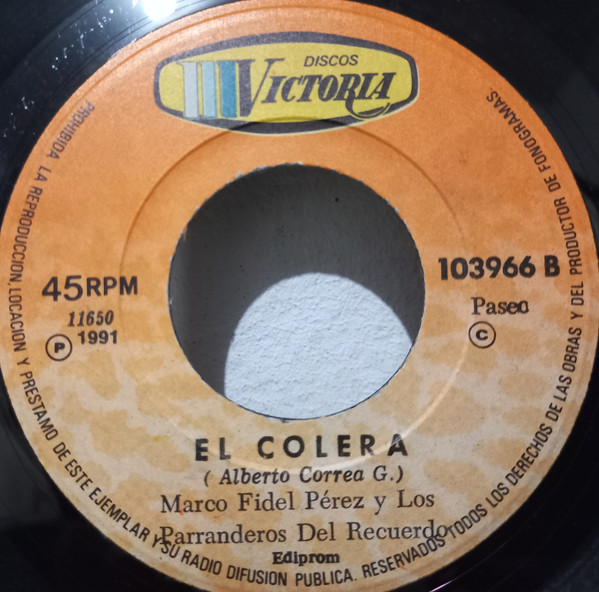 DISCOS
VICTORIA
45RPM
11650
P 1991
103966 B
Paseo
C
EL COLERA
( Alberto Correa G.)
Marco Fidel Pérez y Los
Parranderos Del Recuerdo
Ediprom
PROHIBIDA LA REPRODUCCION, LOCACION Y PRESTAMO DE ESTE EJEMPLAR Y SU RADIO DIFUSION PUBLICA. RESERVADOS TODOS LOS DERECHOS DE LAS OBRAS Y DEL PRODUCTOR DE FONOGRAMAS